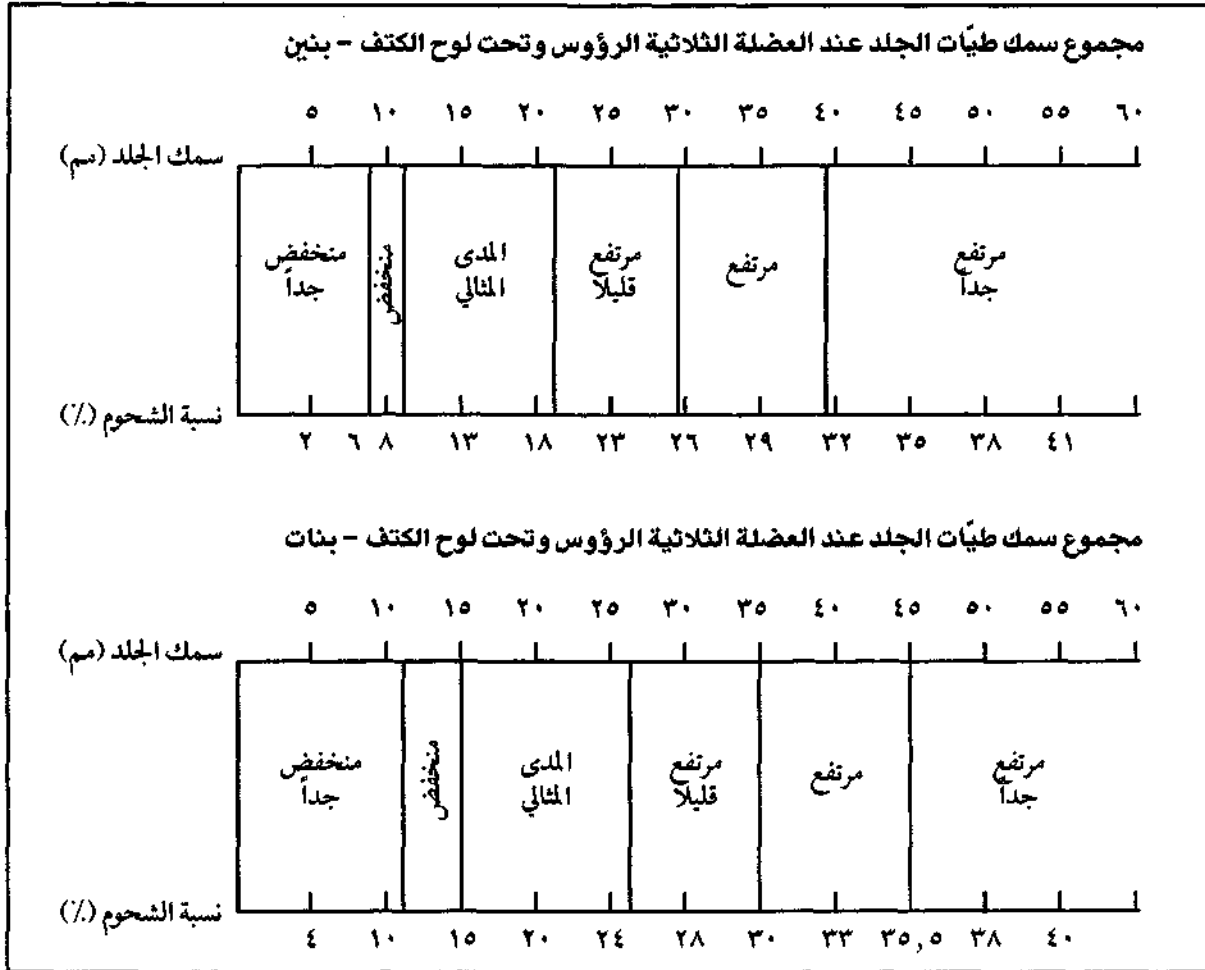 مجموع سمك طيّات الجلد عند العضلة الثلاثية الرؤوس وتحت لوح الكتف – بنين
٥ ١٠ ١٥ ٢٠ ٢٥ ٣٠ ٣٥ ٤٠ ٤٥ ٥٠ ٥٥ ٦٠
سمك الجلد (مم)
منخفض جداً
منخفض
المدى المثالي
مرتفع قليلاً
مرتفع
مرتفع جداً
نسبة الشحوم (٪)
٢ ٦ ٨ ١٣ ١٨ ٢٣ ٢٦ ٢٩ ٣٢ ٣٥ ٣٨ ٤١
مجموع سمك طيّات الجلد عند العضلة الثلاثية الرؤوس وتحت لوح الكتف – بنات
٥ ١٠ ١٥ ٢٠ ٢٥ ٣٠ ٣٥ ٤٠ ٤٥ ٥٠ ٥٥ ٦٠
سمك الجلد (مم)
منخفض جداً
منخفض
المدى المثالي
مرتفع قليلاً
مرتفع
مرتفع جداً
نسبة الشحوم (٪)
٤ ١٠ ١٥ ٢٠ ٢٤ ٢٨ ٣٠ ٣٣ ٣٥,٥ ٣٨ ٤٠